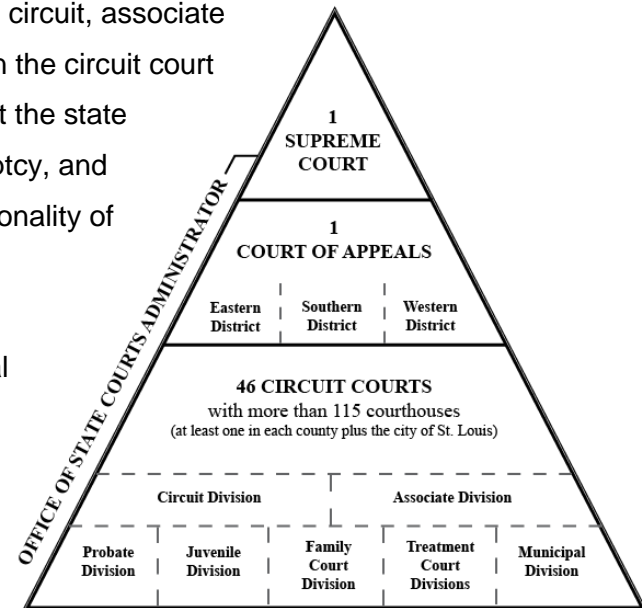 circuit, associate
the circuit court
the state
and
of
OFFICE OF STATE COURTS ADMINISTRATOR
1
SUPREME
COURT
1
COURT OF APPEALS
Eastern
District
Southern
District
Western
District
46 CIRCUIT COURTS
with more than 115 courthouses
(at least one in each county plus the city of St. Louis)
Circuit Division
Associate Division
Probate
Division
Juvenile
Division
Family
Court
Division
Treatment
Court
Divisions
Municipal
Division